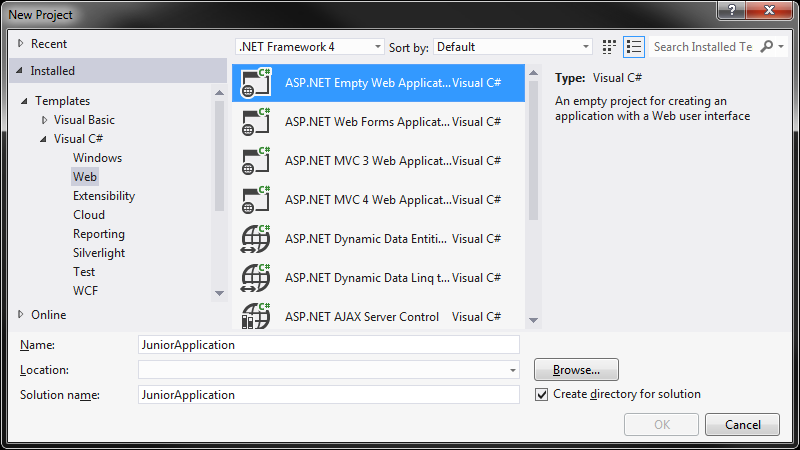 New Project
Recent
Installed
Templates
Visual Basic
Visual C#
Windows
Web
Extensibility
Cloud
Reporting
Silverlight
Test
WCF
Online
.NET Framework 4 Sort by: Default Search Installed Te
ASP.NET Empty Web Applicat... Visual C#
ASP.NET Web Forms Applicat... Visual C#
ASP.NET MVC 3 Web Applicat... Visual C#
ASP.NET MVC 4 Web Applicat... Visual C#
ASP.NET Dynamic Data Entiti... Visual C#
ASP.NET Dynamic Data Linq t... Visual C#
ASP.NET AJAX Server Control Visual C#
Type: Visual C#
An empty project for creating an
application with a Web user interface
Name: JuniorApplication
Location: Browse...
Solution name: JuniorApplication
Create directory for solution
OK Cancel